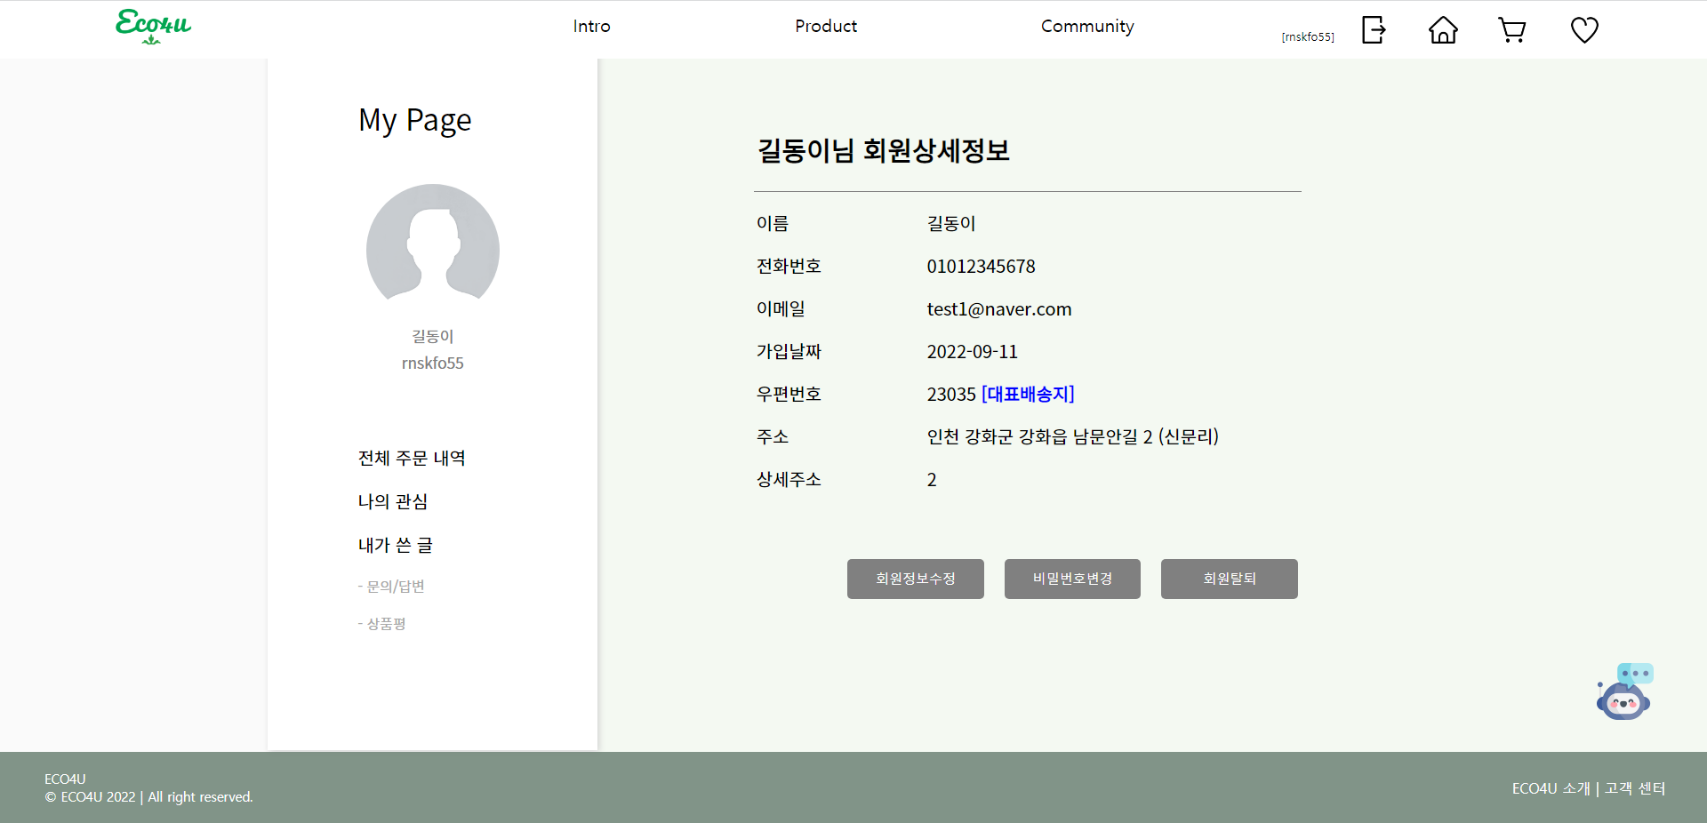 Eco4u
Intro
Product
Community
[rnskfo55]
My Page
길동이
rnskfo55
전체 주문 내역
나의 관심
내가 쓴 글
- 문의/답변
- 상품평
길동이님 회원상세정보
이름 길동이
전화번호 01012345678
이메일 test1@naver.com
가입날짜 2022-09-11
우편번호 23035 [대표배송지]
주소 인천 강화군 강화읍 남문안길 2 (신문리)
상세주소 2
회원정보수정
비밀번호변경
회원탈퇴
ECO4U
© ECO4U 2022 | All right reserved.
ECO4U 소개 | 고객 센터